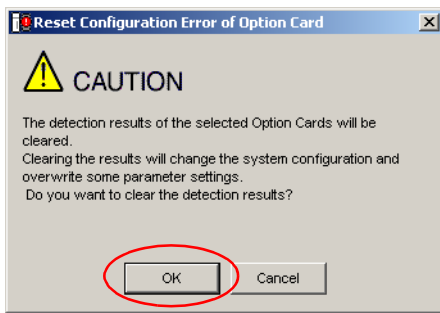 Reset Configuration Error of Option Card
CAUTION
The detection results of the selected Option Cards will be
cleared.
Clearing the results will change the system configuration and
overwrite some parameter settings.
Do you want to clear the detection results?
OK
Cancel